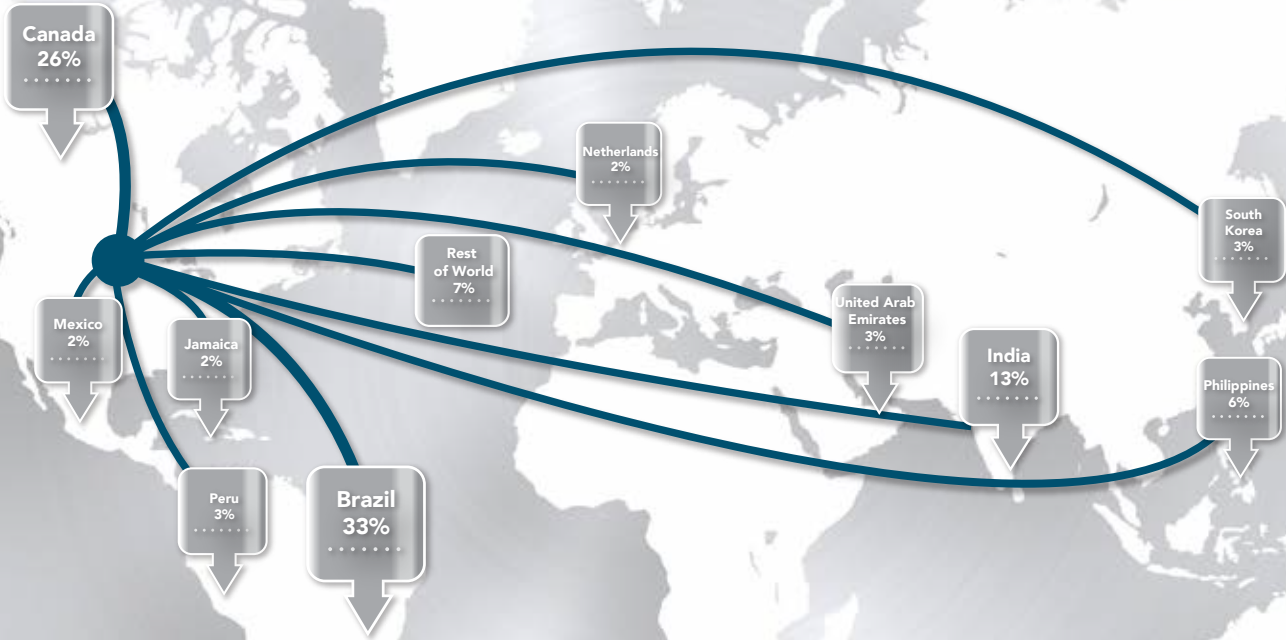 Canada
26%
Netherlands
2%
South
Korea
3%
Rest
of World
7%
United Arab
Emirates
3%
Mexico
2%
Jamaica
2%
India
13%
Philippines
6%
Peru
3%
Brazil
33%